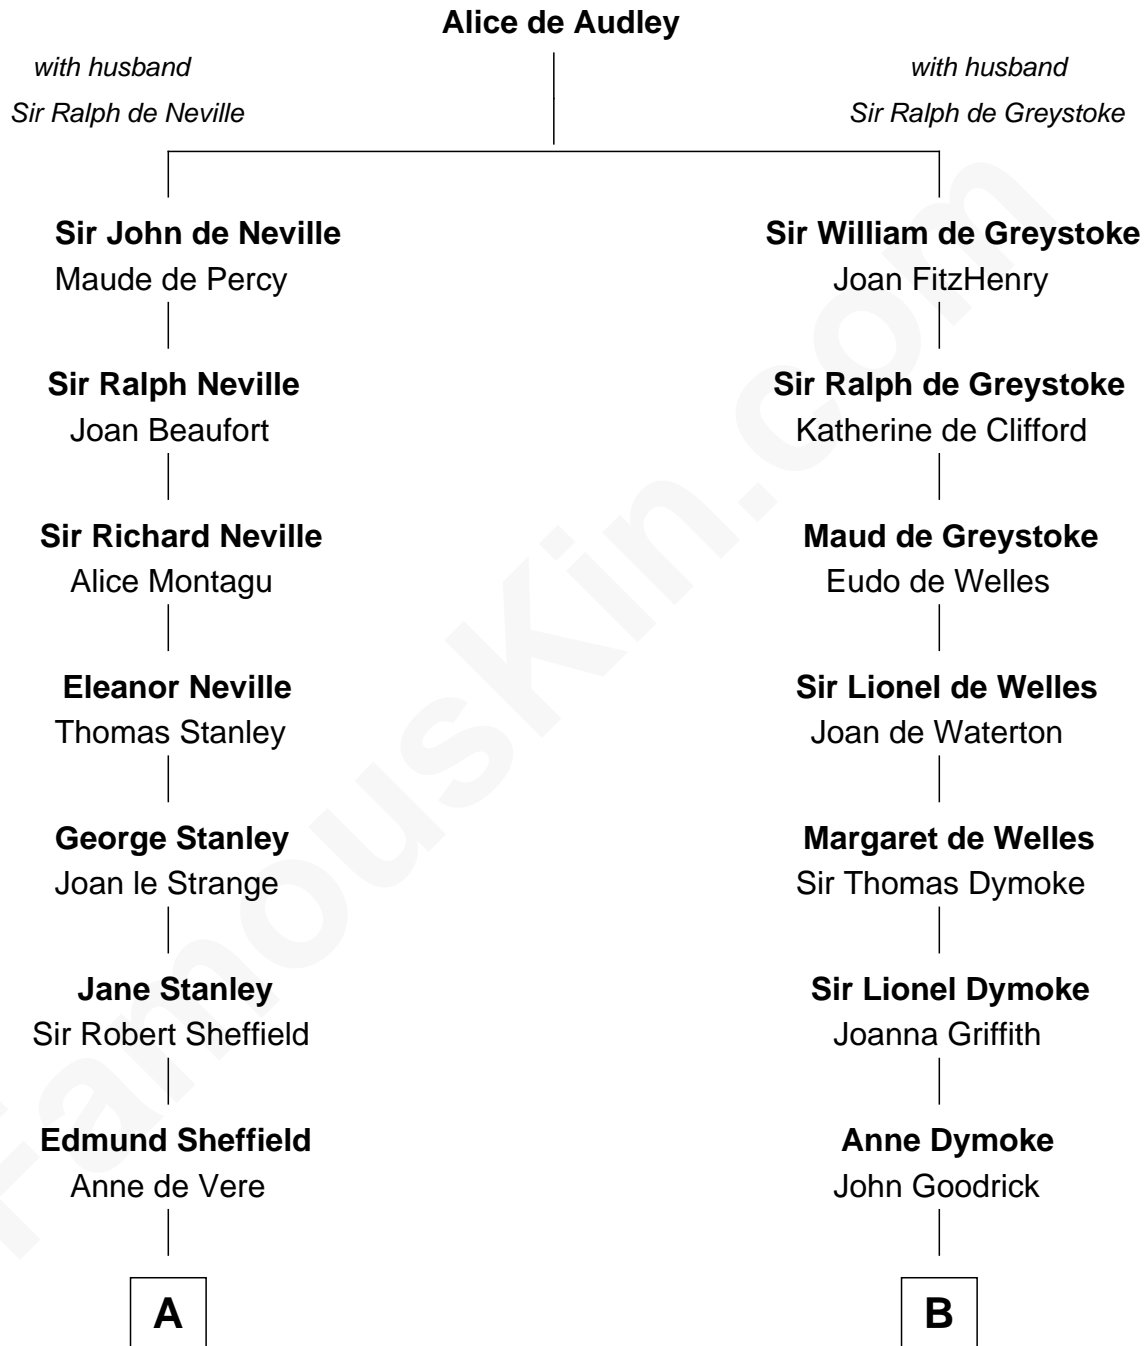 Alice de Audley
with husband
Sir Ralph de Neville
with husband
Sir Ralph de Greystoke
Sir John de Neville
Maude de Percy
Sir William de Greystoke
Joan FitzHenry
Sir Ralph Neville
Joan Beaufort
Sir Ralph de Greystoke
Katherine de Clifford
Sir Richard Neville
Alice Montagu
Maud de Greystoke
Eudo de Welles
Eleanor Neville
Thomas Stanley
Sir Lionel de Welles
Joan de Waterton
George Stanley
Joan le Strange
Margaret de Welles
Sir Thomas Dymoke
Jane Stanley
Sir Robert Sheffield
Sir Lionel Dymoke
Joanna Griffith
Edmund Sheffield
Anne de Vere
Anne Dymoke
John Goodrick
A
B
FamousKin.com